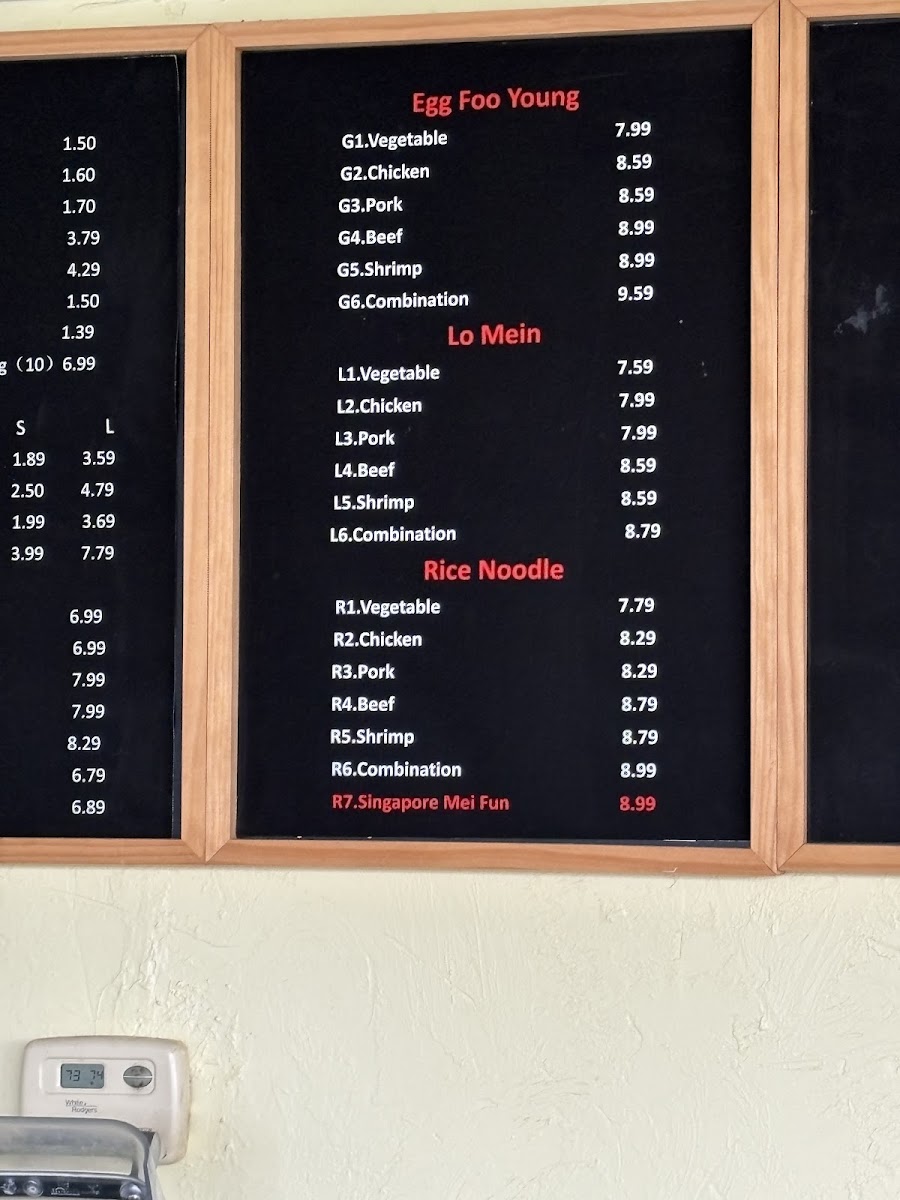 1.50
1.60
1.70
3.79
4.29
1.50
1.39
g (10) 6.99
S L
1.89 3.59
2.50 4.79
1.99 3.69
3.99 7.79
6.99
6.99
7.99
7.99
8.29
6.79
6.89
Egg Foo Young
G1.Vegetable 7.99
G2.Chicken 8.59
G3.Pork 8.59
G4.Beef 8.99
G5.Shrimp 8.99
G6.Combination 9.59
Lo Mein
L1.Vegetable 7.59
L2.Chicken 7.99
L3.Pork 7.99
L4.Beef 8.59
L5.Shrimp 8.59
L6.Combination 8.79
Rice Noodle
R1.Vegetable 7.79
R2.Chicken 8.29
R3.Pork 8.29
R4.Beef 8.79
R5.Shrimp 8.79
R6.Combination 8.99
R7.Singapore Mei Fun 8.99
73 74
White
Rodgers